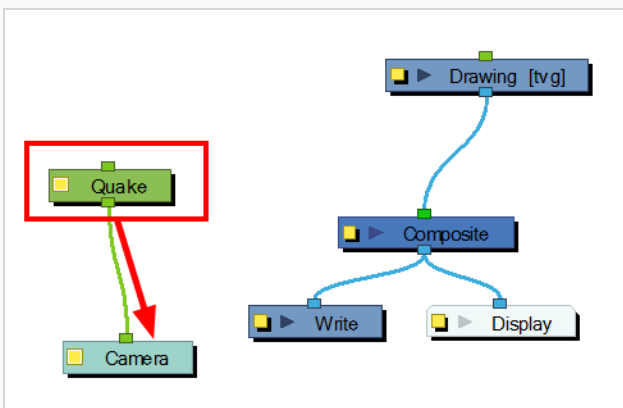 Drawing [tvg]
Quake
Composite
Write
Display
Camera